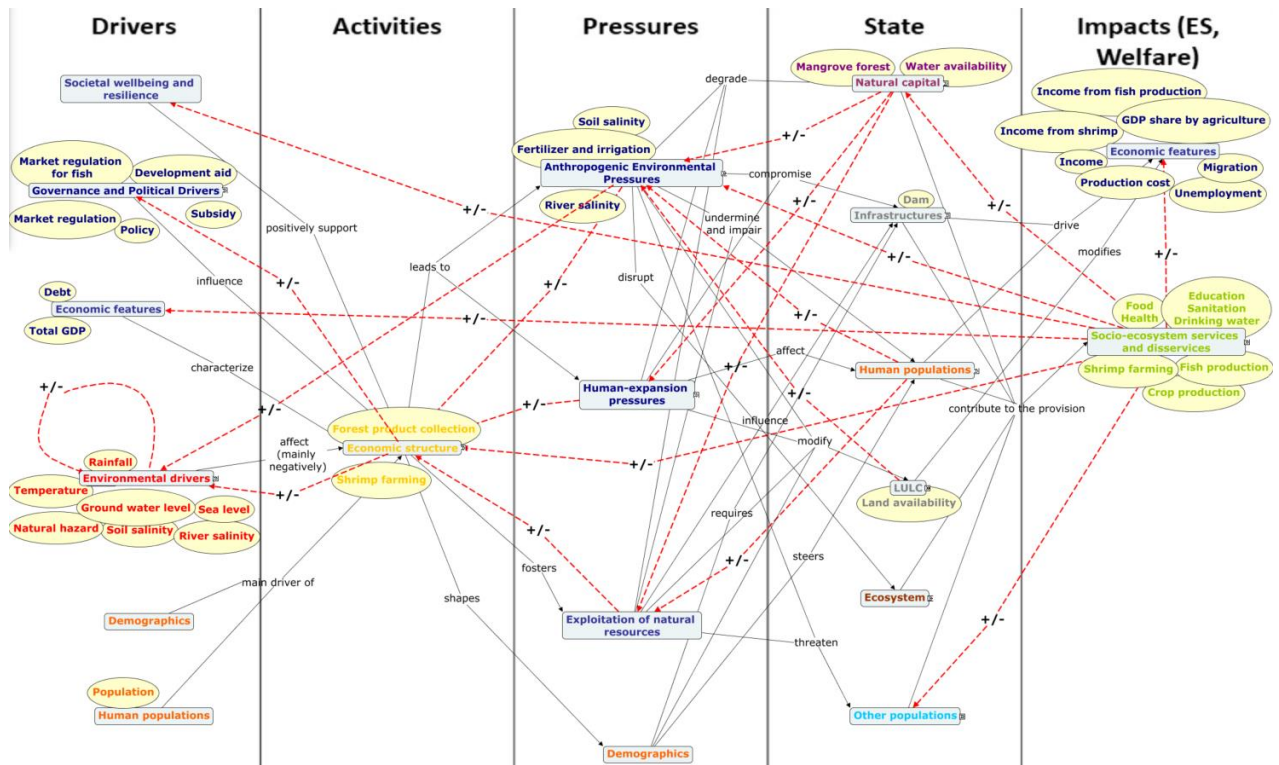 Drivers
Activities
Pressures
State
Impacts (ES,
Welfare)
Societal wellbeing and
resilience
Market regulation
for fish
Development aid
Governance and Political Drivers
Subsidy
Market regulation
Policy
Debt
Economic features
Total GDP
+/-
Rainfall
Environmental drivers
Temperature
Ground water level
Sea level
Natural hazard
Soil salinity
River salinity
Demographics
Population
Human populations
positively support
influence
characterize
affect
(mainly
negatively)
main driver of
+/-
+/-
+/-
Forest product collection
Economic structure
Shrimp farming
leads to
+/-
+/-
fosters
shapes
Soil salinity
Fertilizer and irrigation
Anthropogenic Environmental
Pressures
River salinity
degrade
compromise
undermine
and impair
disrupt
+/-
+/-
Human-expansion
pressures
+/-
+/-
+/-
influence
requires
+/-
Exploitation of natural
resources
Demographics
Mangrove forest
Water availability
Natural capital
+/-
+/-
Dam
Infrastructures
+/-
affect
Human populations
modify
LULC
Land availability
steers
Ecosystem
threaten
Other populations
Income from fish production
GDP share by agriculture
Income from shrimp
Economic features
Income
Migration
Production cost
Unemployment
drive
modifies
+/-
+/-
Food
Health
Education
Sanitation
Drinking water
Socio-ecosystem services
and disservices
Shrimp farming
Fish production
Crop production
contribute to the provision
+/-